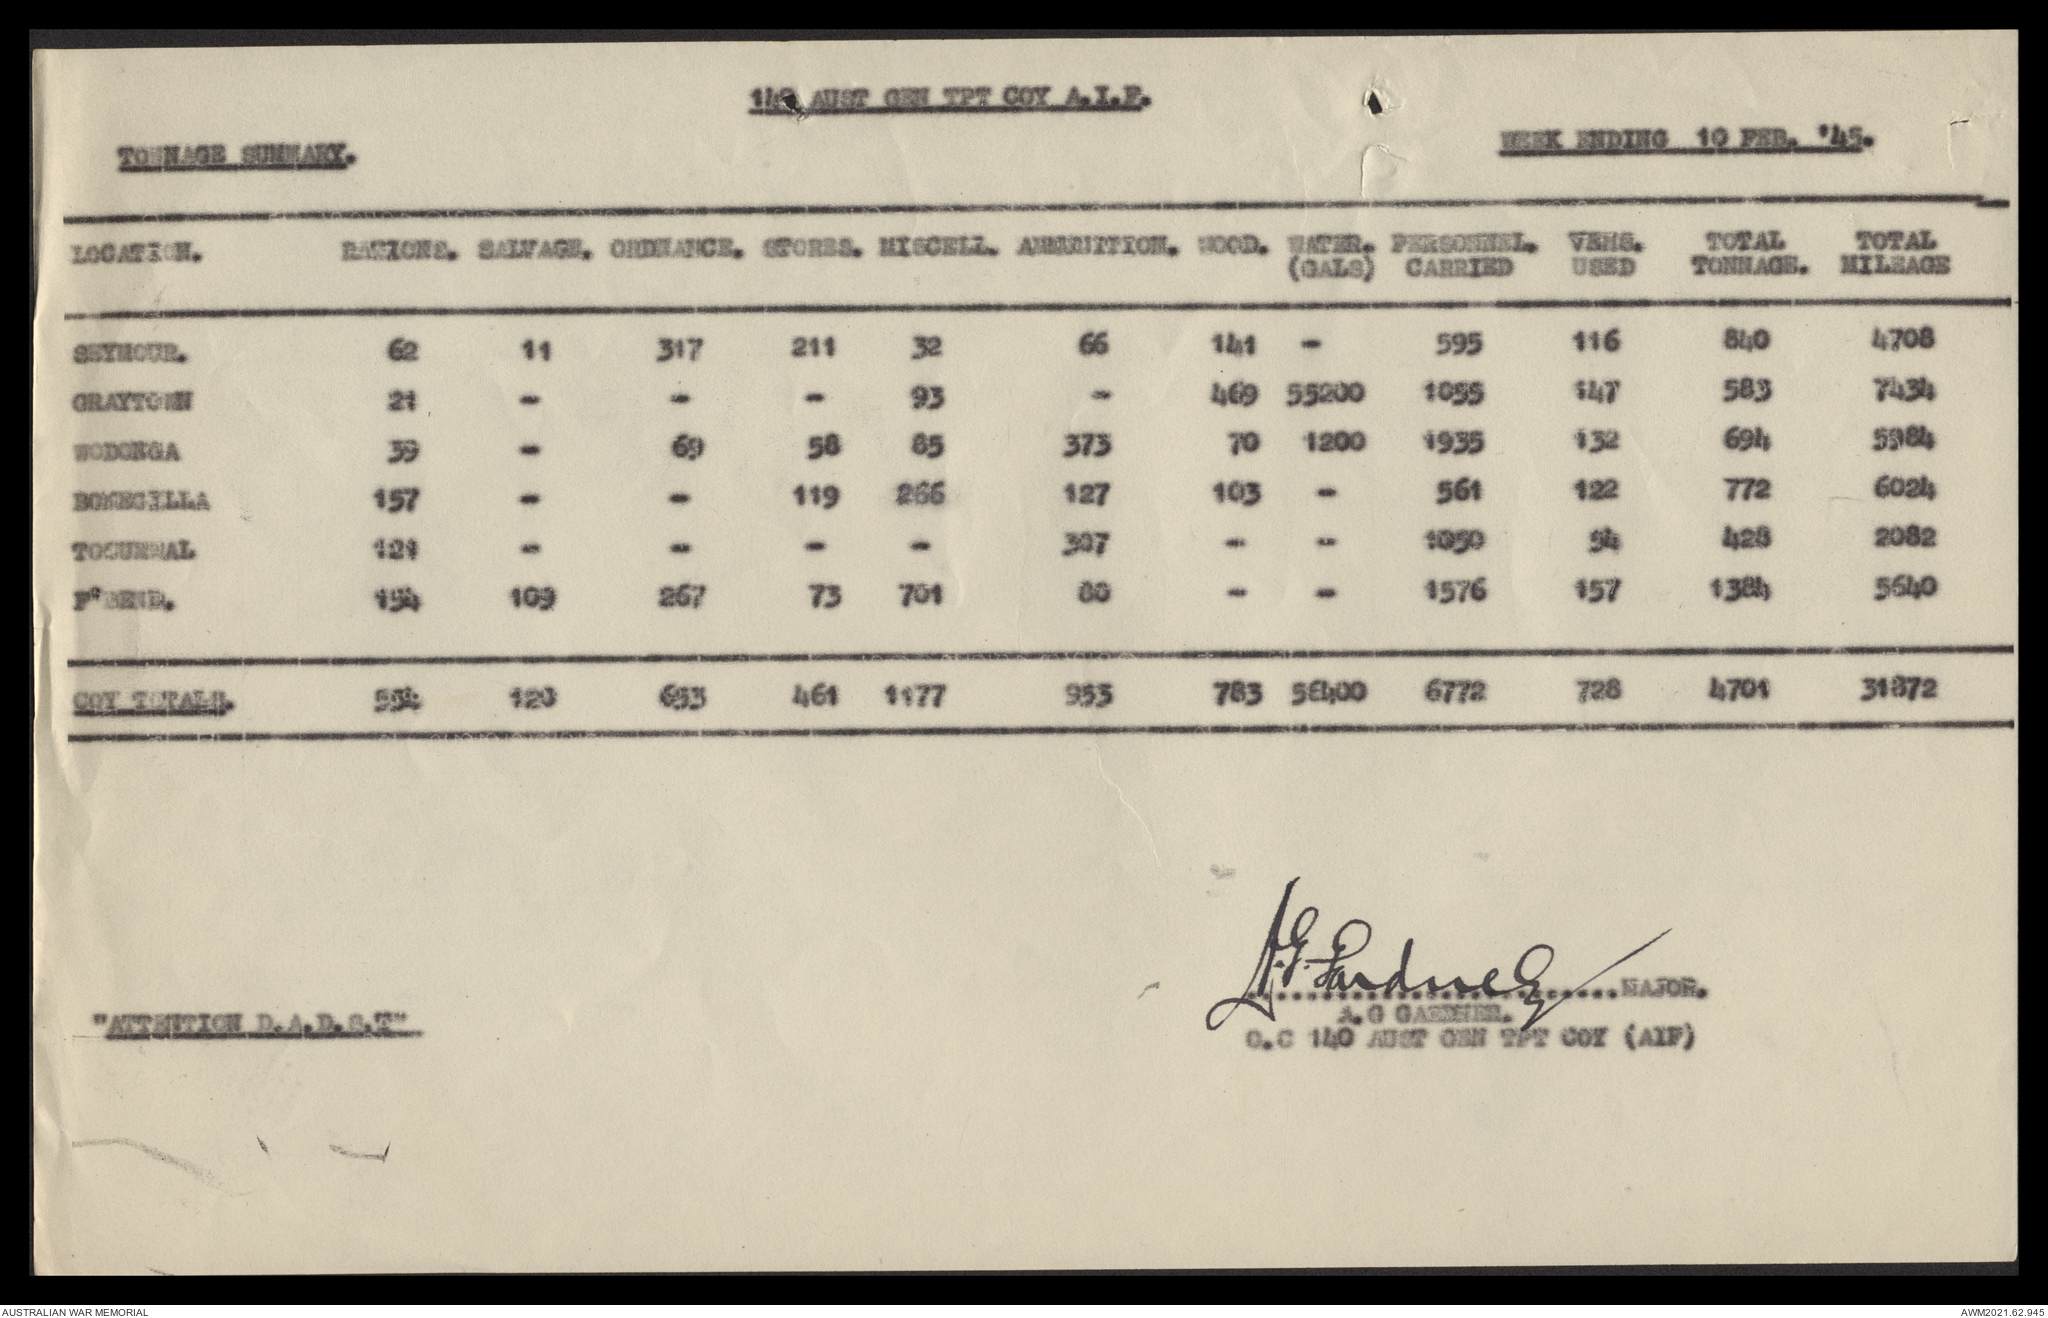 140 AUST GEN TPT COY A.I.F.
TONNAGE SUMMARY. WEEK ENDING 10 FEB. '45.
LOCATION. RATIONS. SALVAGE. ORDNANCE. STORES. MISCELL. AMMUNITION. WOOD. WATER. (GALS) PERSONNEL. CARRIED VEHS. USED TOTAL TONNAGE. TOTAL MILEAGE
SEYMOUR. 62 11 317 211 32 66 141 - 595 116 840 4708
GRAYTOWN 21 - - - 93 - 469 55200 1055 147 583 7434
WODONGA 39 - 69 58 85 373 70 1200 1935 132 694 5984
BONEGILLA 157 - - 119 266 127 103 - 561 122 772 6024
TOCUMWAL 121 - - - - 307 - - 1050 54 428 2082
F'BEND. 154 109 267 73 701 80 - - 1576 157 1384 5640
COY TOTALS. 554 120 653 461 1177 953 783 56400 6772 728 4701 31872
A.G. Gardner
MAJOR.
A.G GARDNER.
O.C 140 AUST GEN TPT COY (AIF)
"ATTENTION D.A.D.S.T"
AUSTRALIAN WAR MEMORIAL AWM2021.62.945